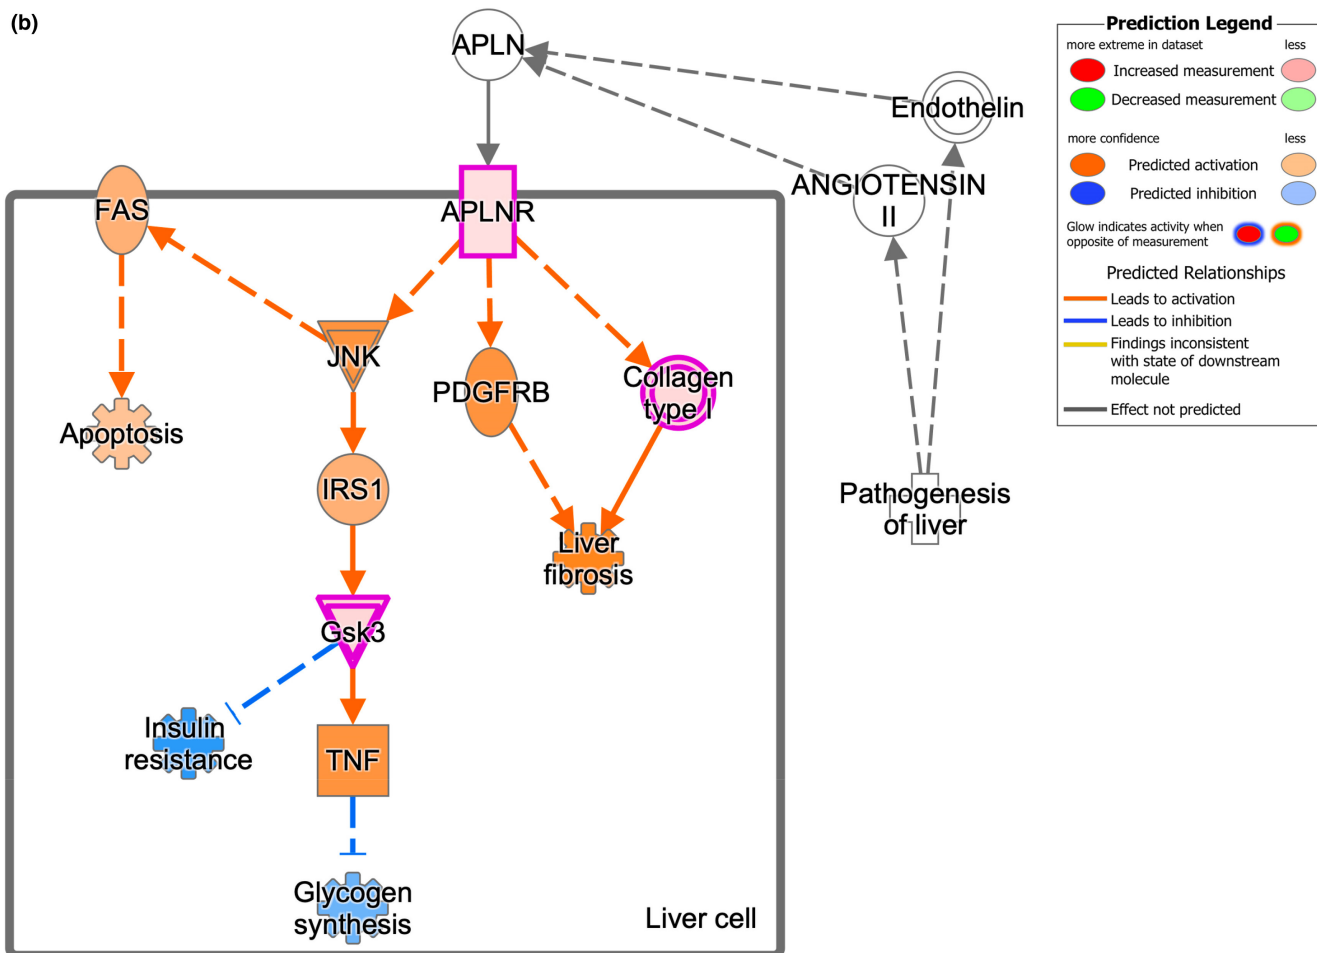 (b)
APLN
Endothelin
ANGIOTENSIN
II
FAS
APLNR
JNK
PDGFRB
Collagen
type I
Apoptosis
IRS1
Pathogenesis
of liver
Liver
fibrosis
Gsk3
Insulin
resistance
TNF
Glycogen
synthesis
Liver cell
Prediction Legend
more extreme in dataset less
Increased measurement
Decreased measurement
more confidence less
Predicted activation
Predicted inhibition
Glow indicates activity when
opposite of measurement
Predicted Relationships
Leads to activation
Leads to inhibition
Findings inconsistent
with state of downstream
molecule
Effect not predicted